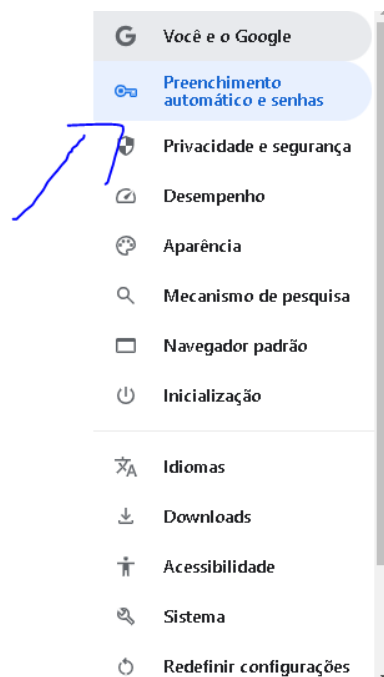 Você e o Google
Preenchimento
automático e senhas
Privacidade e segurança
Desempenho
Aparência
Mecanismo de pesquisa
Navegador padrão
Inicialização
Idiomas
Downloads
Acessibilidade
Sistema
Redefinir configurações